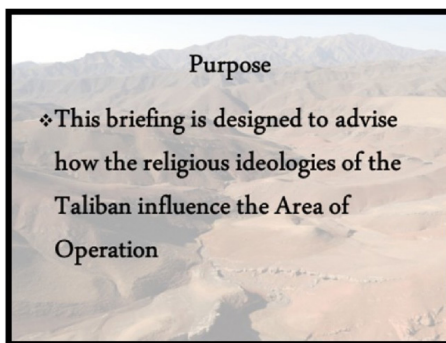 Purpose
❖This briefing is designed to advise
how the religious ideologies of the
Taliban influence the Area of
Operation